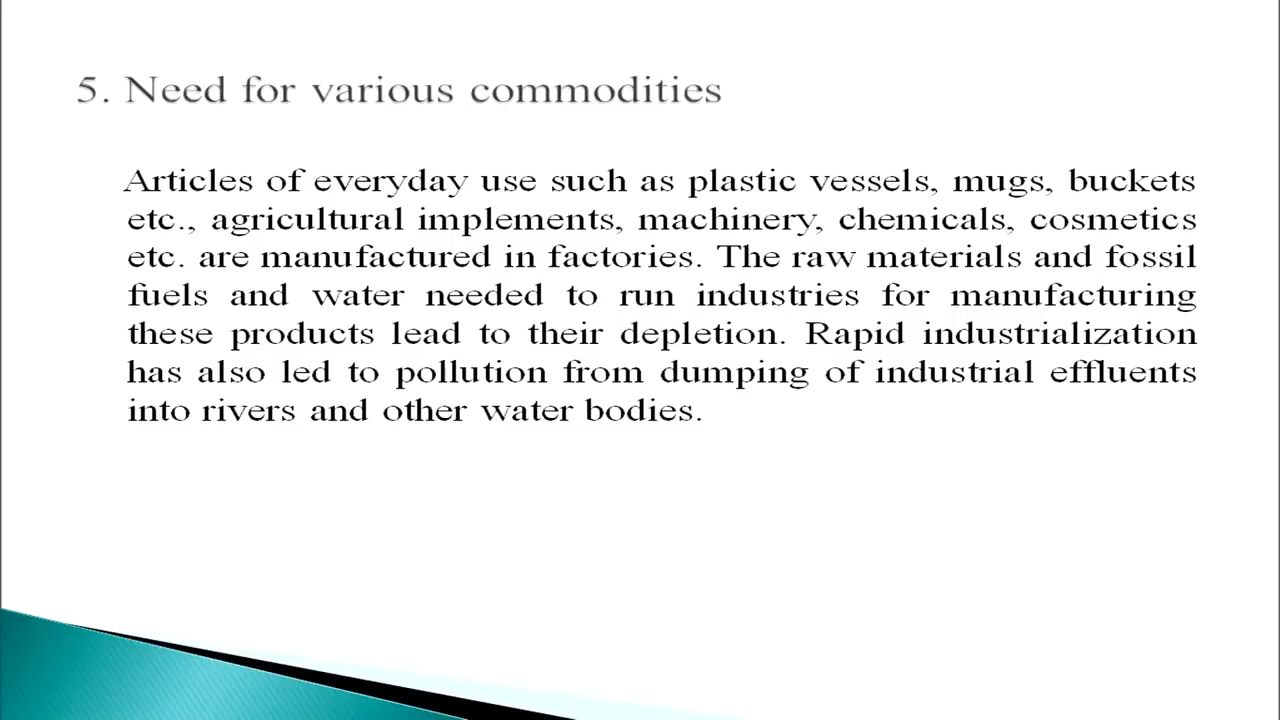 5. Need for various commodities
Articles of everyday use such as plastic vessels, mugs, buckets
etc., agricultural implements, machinery, chemicals, cosmetics
etc. are manufactured in factories. The raw materials and fossil
fuels and water needed to run industries for manufacturing
these products lead to their depletion. Rapid industrialization
has also led to pollution from dumping of industrial effluents
into rivers and other water bodies.